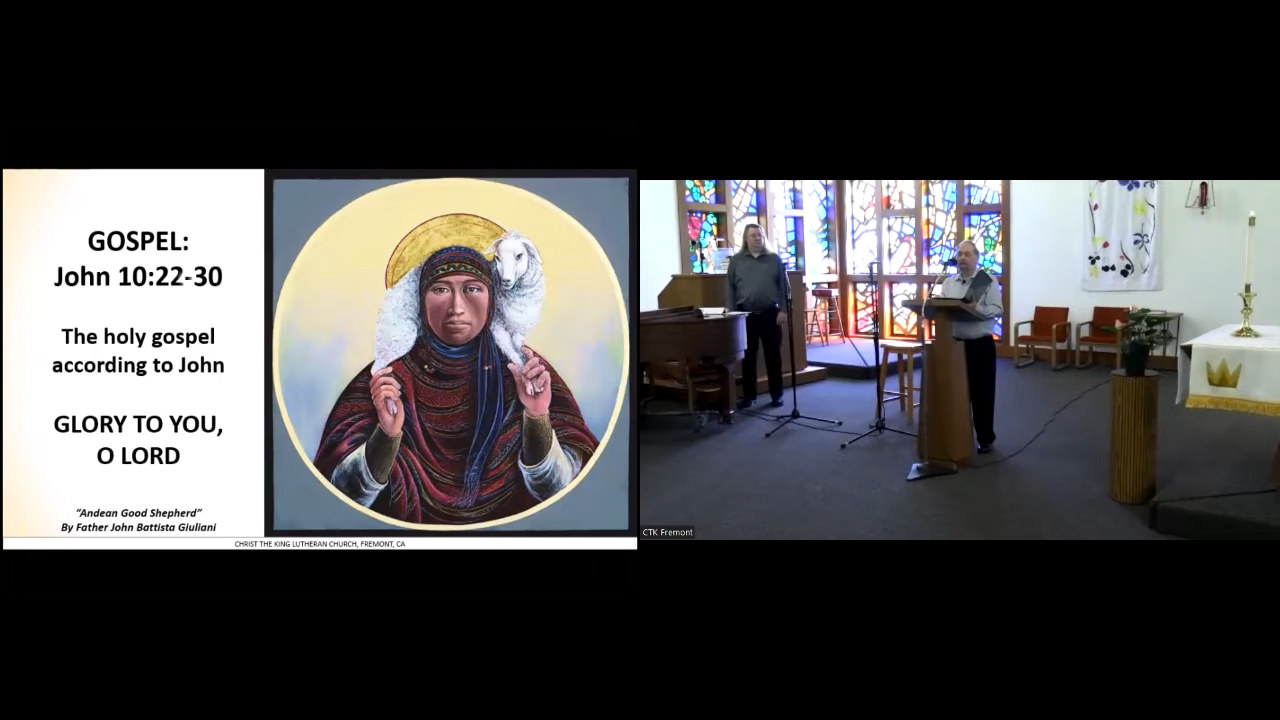 GOSPEL:
John 10:22-30
The holy gospel
according to John
GLORY TO YOU,
O LORD
“Andean Good Shepherd”
By Father John Battista Giuliani
CHRIST THE KING LUTHERAN CHURCH, FREMONT, CA
CTK Fremont